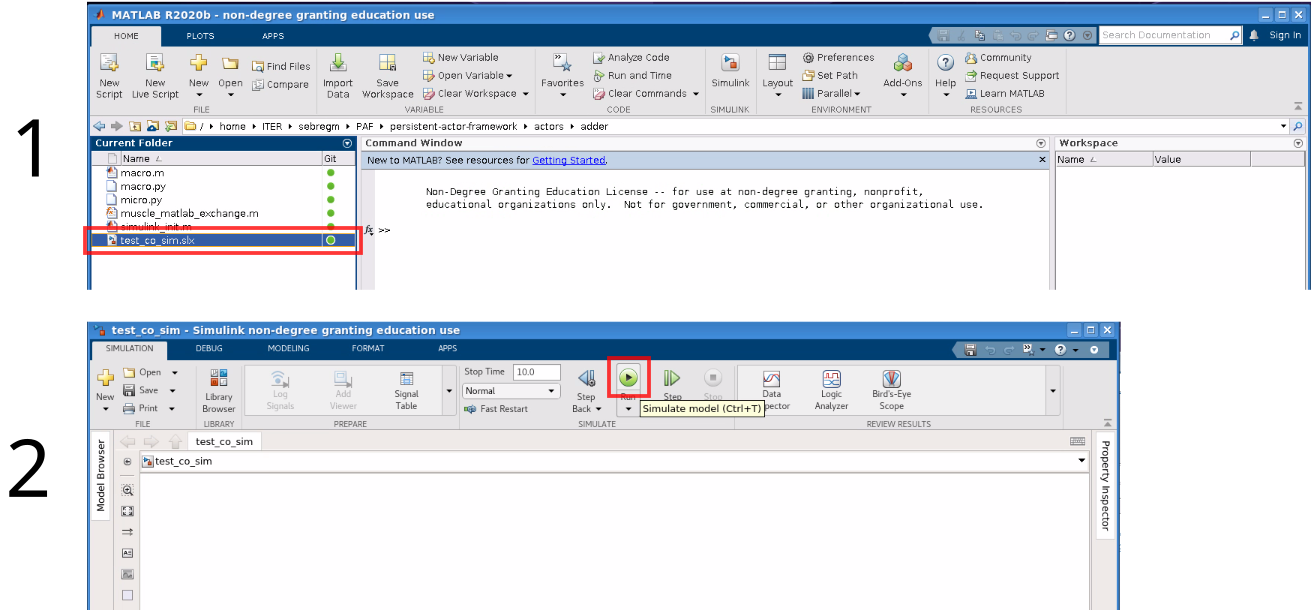 1
MATLAB R2020b - non-degree granting education use
HOME PLOTS APPS
Search Documentation Sign In
New Script
New Live Script
New
Open
Find Files
Compare
Import Data
Save Workspace
New Variable
Open Variable
Clear Workspace
Favorites
Analyze Code
Run and Time
Clear Commands
Simulink
Layout
Preferences
Set Path
Parallel
Add-Ons
Help
Community
Request Support
Learn MATLAB
FILE VARIABLE CODE SIMULINK ENVIRONMENT RESOURCES
/ home ITER sebregm PAF persistent-actor-framework actors adder
Current Folder
Name Git
macro.m
macro.py
micro.py
muscle_matlab_exchange.m
simulink_init.m
test_co_sim.slx
Command Window
New to MATLAB? See resources for Getting Started.
Non-Degree Granting Education License -- for use at non-degree granting, nonprofit,
educational organizations only. Not for government, commercial, or other organizational use.
fx >>
Workspace
Name Value
2
test_co_sim - Simulink non-degree granting education use
SIMULATION DEBUG MODELING FORMAT APPS
New
Open
Save
Print
Library Browser
Log Signals
Add Viewer
Signal Table
Stop Time 10.0
Normal
Fast Restart
Step Back
Run
Step
Stop
Simulate model (Ctrl+T)
Data
pector
Logic Analyzer
Bird's-Eye Scope
FILE LIBRARY PREPARE SIMULATE REVIEW RESULTS
test_co_sim
test_co_sim
Model Browser
Property Inspector